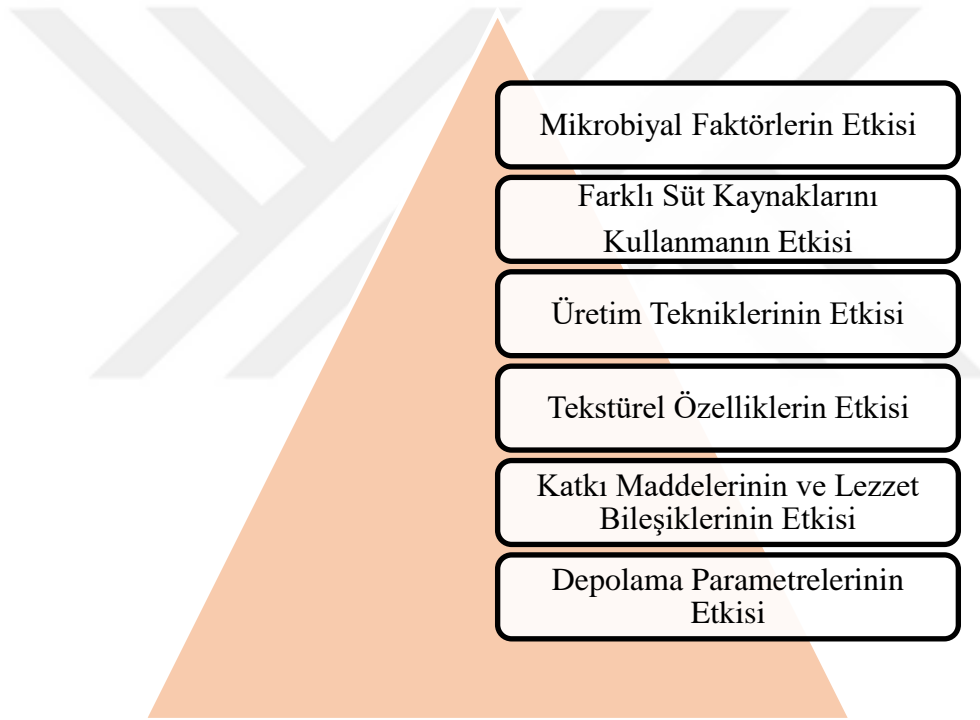 Mikrobiyal Faktörlerin Etkisi
Farklı Süt Kaynaklarını
Kullanmanın Etkisi
Üretim Tekniklerinin Etkisi
Tekstürel Özelliklerin Etkisi
Katkı Maddelerinin ve Lezzet
Bileşiklerinin Etkisi
Depolama Parametrelerinin
Etkisi